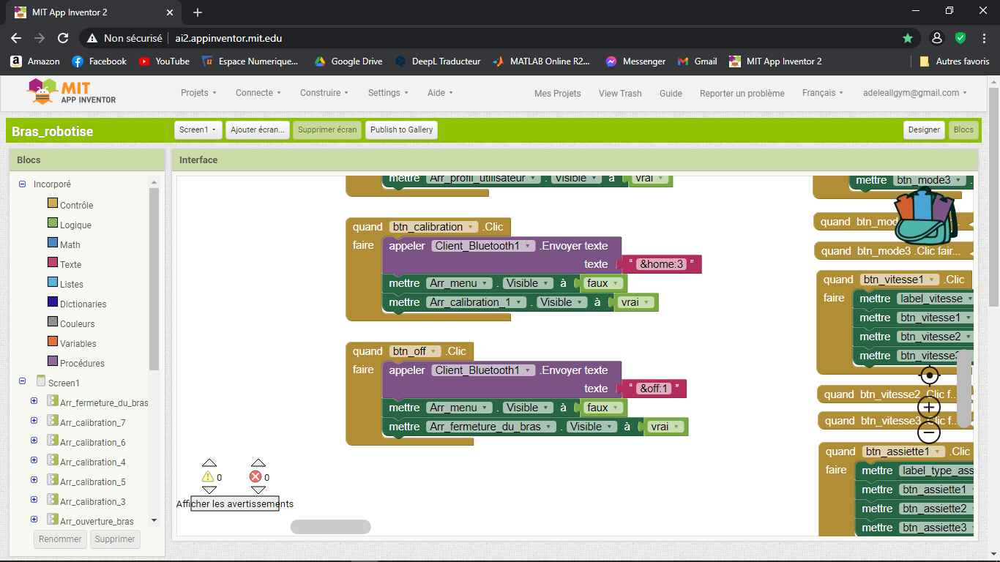 MIT App Inventor 2
Non sécurisé ai2.appinventor.mit.edu
Amazon Facebook YouTube Espace Numerique... Google Drive DeepL Traducteur MATLAB Online R2... Messenger Gmail MIT App Inventor 2 Autres favoris
MIT
APP INVENTOR
Projets Connecte Construire Settings Aide Mes Projets View Trash Guide Reporter un problème Français adeleallgym@gmail.com
Bras_robotise Screen1 Ajouter écran... Supprimer écran Publish to Gallery Designer Blocs
Blocs
Incorporé
Contrôle
Logique
Math
Texte
Listes
Dictionaries
Couleurs
Variables
Procédures
Screen1
Arr_fermeture_du_bras
Arr_calibration_7
Arr_calibration_6
Arr_calibration_4
Arr_calibration_5
Arr_calibration_3
Arr_ouverture_bras
Renommer Supprimer
Interface
mettre Arr_profil_utilisateur . Visible à vrai
quand btn_calibration .Clic
faire appeler Client_Bluetooth1 .Envoyer texte
texte “ &home:3 ”
mettre Arr_menu . Visible à faux
mettre Arr_calibration_1 . Visible à vrai
quand btn_off .Clic
faire appeler Client_Bluetooth1 .Envoyer texte
texte “ &off:1 ”
mettre Arr_menu . Visible à faux
mettre Arr_fermeture_du_bras . Visible à vrai
0 0
Afficher les avertissements
mettre btn_mode3 .
quand btn_mod
quand btn_mode3 .Clic fair...
quand btn_vitesse1 .Clic
faire mettre label_vitesse
mettre btn_vitesse1
mettre btn_vitesse2
mettre btn_vitesse3
quand btn_vitesse2 .Clic f...
quand btn_vitesse3 .Clic f...
quand btn_assiette1 .Clic
faire mettre label_type_ass
mettre btn_assiette1
mettre btn_assiette2
mettre btn_assiette3